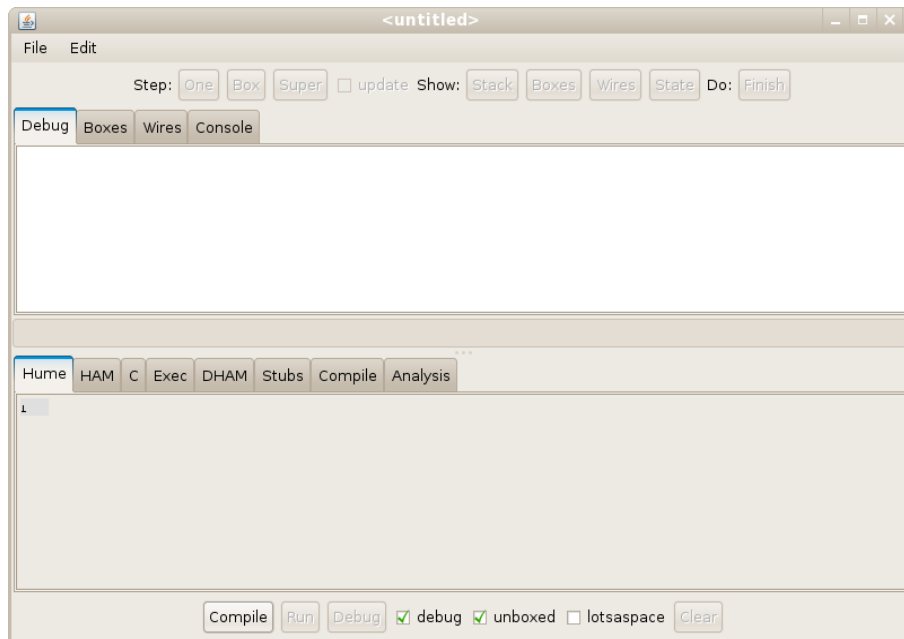 <untitled>
File Edit
Step: One Box Super update Show: Stack Boxes Wires State Do: Finish
Debug Boxes Wires Console
Hume HAM C Exec DHAM Stubs Compile Analysis
1
Compile Run Debug debug unboxed lotsaspace Clear